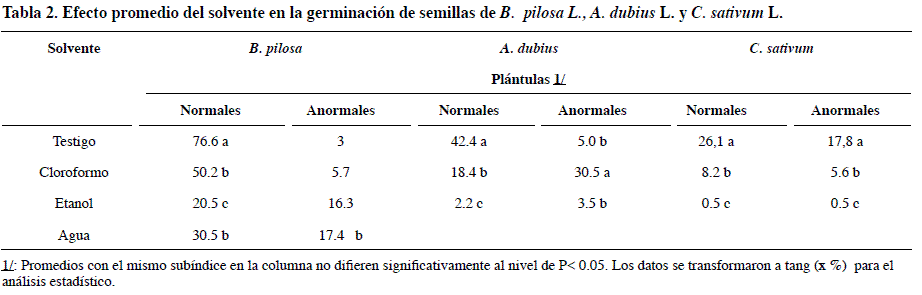 Tabla 2. Efecto promedio del solvente en la germinación de semillas de B. pilosa L., A. dubius L. y C. sativum L.
Solvente B. pilosa A. dubius C. sativum
Plántulas 1/
Normales Anormales Normales Anormales Normales Anormales
Testigo 76.6 a 3 42.4 a 5.0 b 26,1 a 17,8 a
Cloroformo 50.2 b 5.7 18.4 b 30.5 a 8.2 b 5.6 b
Etanol 20.5 c 16.3 2.2 c 3.5 b 0.5 c 0.5 c
Agua 30.5 b 17.4 b
1/: Promedios con el mismo subíndice en la columna no difieren significativamente al nivel de P< 0.05. Los datos se transformaron a tang (x %) para el
análisis estadístico.